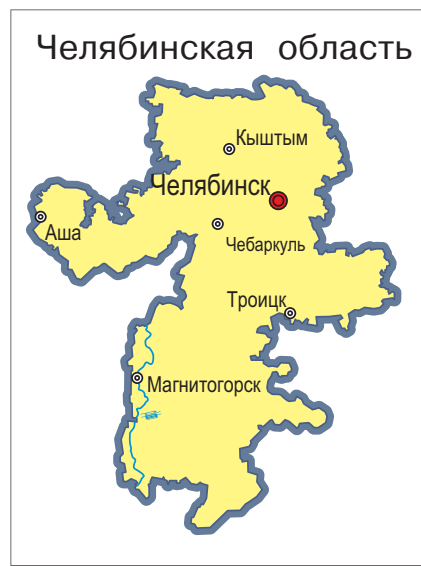 Челябинская область
Кыштым
Челябинск
Аша
Чебаркуль
Троицк
Магнитогорск